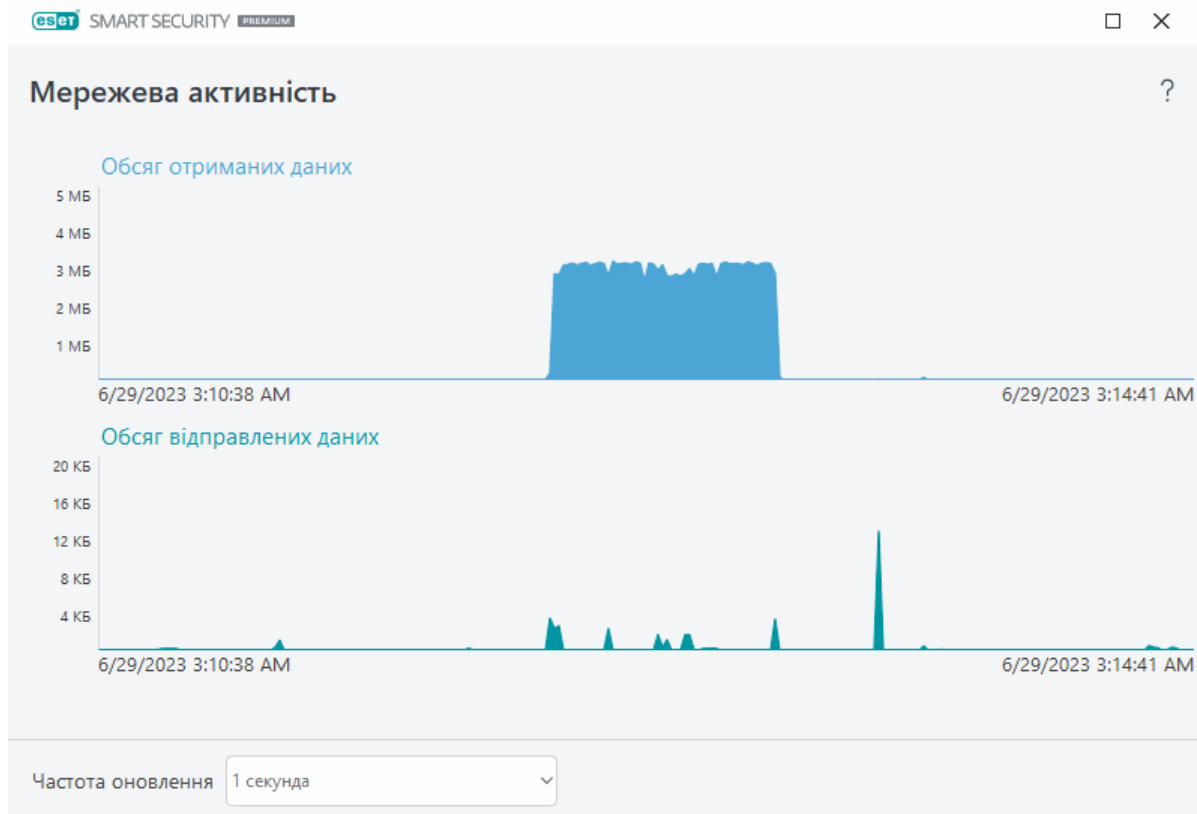 eset SMART SECURITY PREMIUM
Мережева активність
?
Обсяг отриманих даних
5 МБ
4 МБ
3 МБ
2 МБ
1 МБ
6/29/2023 3:10:38 AM 6/29/2023 3:14:41 AM
Обсяг відправлених даних
20 КБ
16 КБ
12 КБ
8 КБ
4 КБ
6/29/2023 3:10:38 AM 6/29/2023 3:14:41 AM
Частота оновлення 1 секунда